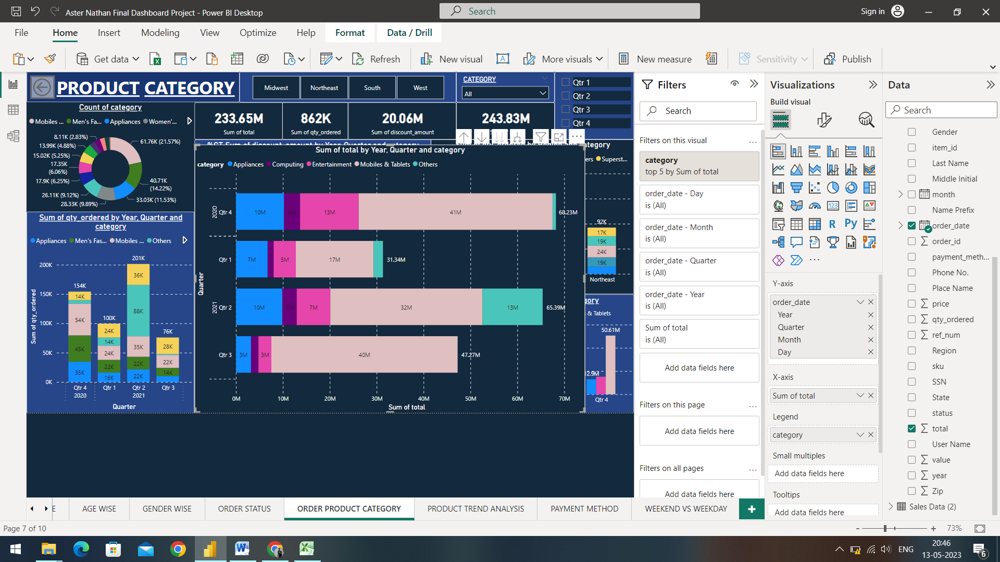 Aster Nathan Final Dashboard Project - Power BI Desktop
Search
Sign in
File
Home
Insert
Modeling
View
Optimize
Help
Format
Data / Drill
Get data
Refresh
New visual
More visuals
New measure
Sensitivity
Publish
PRODUCT CATEGORY
Midwest
Northeast
South
West
CATEGORY
All
Qtr 1
Qtr 2
Qtr 3
Qtr 4
Count of category
Mobiles ...
Men's Fa...
Appliances
Women'...
8.11K (2.83%)
13.99K (4.88%)
15.02K (5.25%)
17.35K
(6.06%)
17.9K (6.25%)
26.11K (9.12%)
28.33K (9.89%)
61.76K (21.57%)
40.71K
(14.22%)
33.03K (11.53%)
233.65M
Sum of total
862K
Sum of qty_ordered
20.06M
Sum of discount_amount
243.83M
Sum of qty_ordered by Year, Quarter and
category
Appliances
Men's Fas...
Mobiles ...
Others
Sum of qty_ordered
200K
150K
100K
50K
0K
154K
14K
54K
45K
35K
100K
24K
14K
24K
22K
16K
201K
36K
88K
35K
22K
22K
76K
28K
22K
14K
Qtr 4
Qtr 1
Qtr 2
Qtr 3
2020
2021
Quarter
Sum of total by Year, Quarter and category
category
Appliances
Computing
Entertainment
Mobiles & Tablets
Others
Quarter
2020
Qtr 4
10M
3M
13M
41M
68.23M
Qtr 1
7M
5M
17M
31.34M
2021
Qtr 2
10M
3M
7M
32M
13M
65.39M
Qtr 3
3M
3M
40M
47.27M
0M
10M
20M
30M
40M
50M
60M
70M
Sum of total
tegory
ers
Superst...
92K
17K
19K
24K
19K
Northeast
gory
& Tablets
50.61M
12.9M
Qtr 4
Filters
Search
Filters on this visual
...
category
top 5 by Sum of total
order_date - Day
is (All)
order_date - Month
is (All)
order_date - Quarter
is (All)
order_date - Year
is (All)
Sum of total
is (All)
Add data fields here
Filters on this page
...
Add data fields here
Filters on all pages
...
Add data fields here
Visualizations
Build visual
123
R
Py
...
Y-axis
order_date
Year
Quarter
Month
Day
X-axis
Sum of total
Legend
category
Small multiples
Add data fields here
Tooltips
Add data fields here
Data
Search
Gender
item_id
Last Name
Middle Initial
month
Name Prefix
order_date
order_id
payment_meth...
Phone No.
Place Name
price
qty_ordered
ref_num
Region
sku
SSN
State
status
total
User Name
value
year
Zip
Sales Data (2)
E
AGE WISE
GENDER WISE
ORDER STATUS
ORDER PRODUCT CATEGORY
PRODUCT TREND ANALYSIS
PAYMENT METHOD
WEEKEND VS WEEKDAY
Page 7 of 10
73%
ENG
20:46
13-05-2023
6